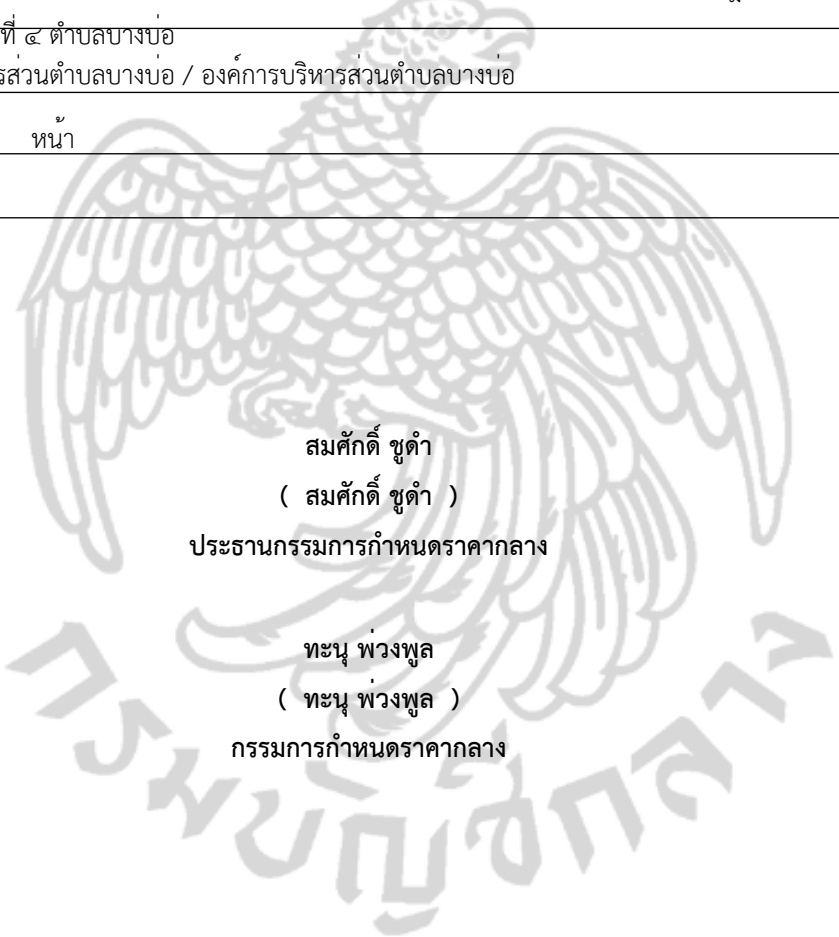 ที่ ๔ ตำบลบางบ่อ
รส่วนตำบลบางบ่อ / องค์การบริหารส่วนตำบลบางบ่อ
หน้า
สมศักดิ์ ชูดำ
( สมศักดิ์ ชูดำ )
ประธานกรรมการกำหนดราคากลาง
ทะนุ พ่วงพูล
( ทะนุ พ่วงพูล )
กรรมการกำหนดราคากลาง
กรมบัญชีกลาง